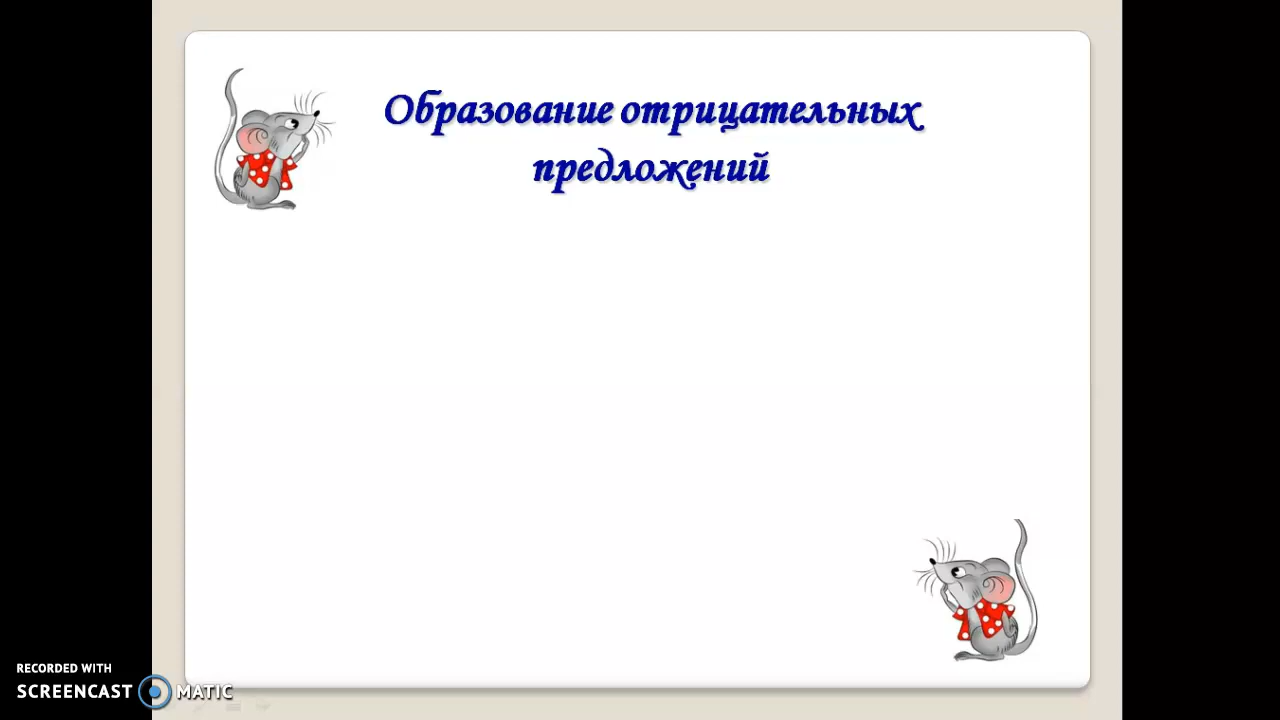 Образование отрицательных
предложений
RECORDED WITH
SCREENCAST MATIC